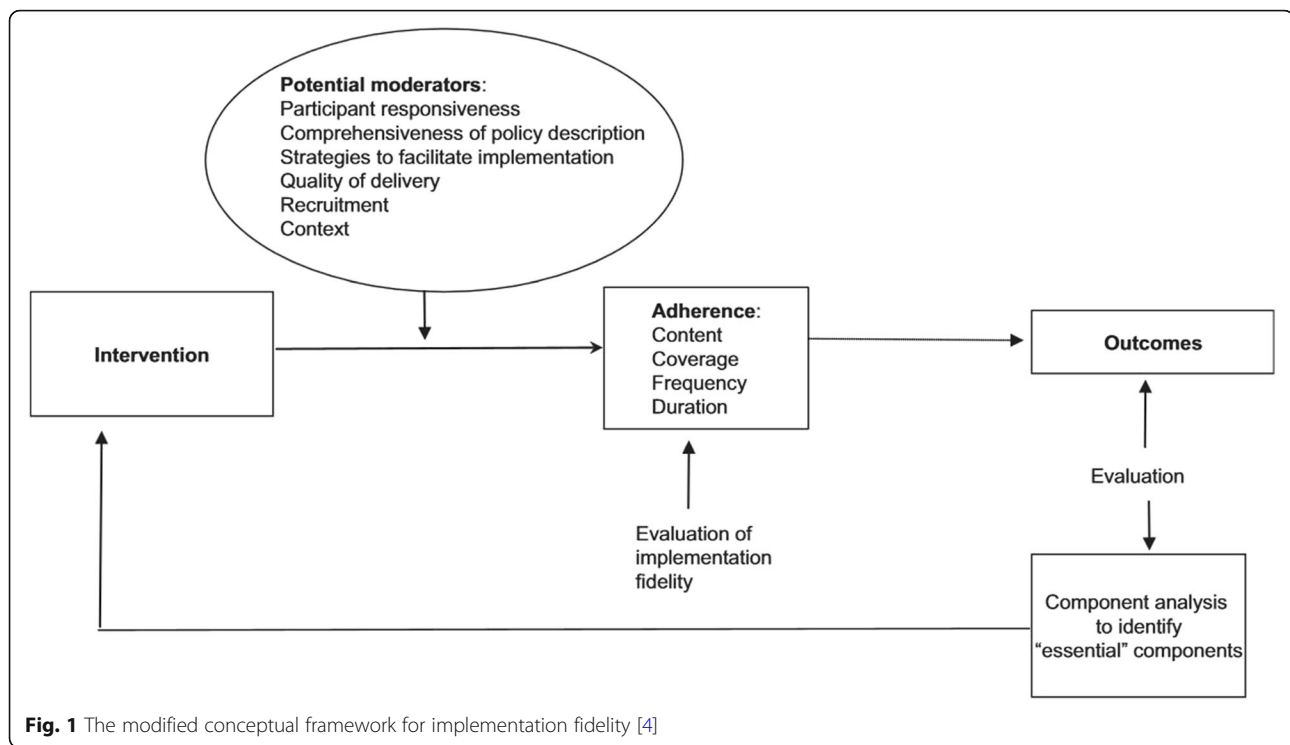 Potential moderators:
Participant responsiveness
Comprehensiveness of policy description
Strategies to facilitate implementation
Quality of delivery
Recruitment
Context
Intervention
Adherence:
Content
Coverage
Frequency
Duration
Outcomes
Evaluation of
implementation
fidelity
Evaluation
Component analysis
to identify
“essential” components
Fig. 1 The modified conceptual framework for implementation fidelity [4]